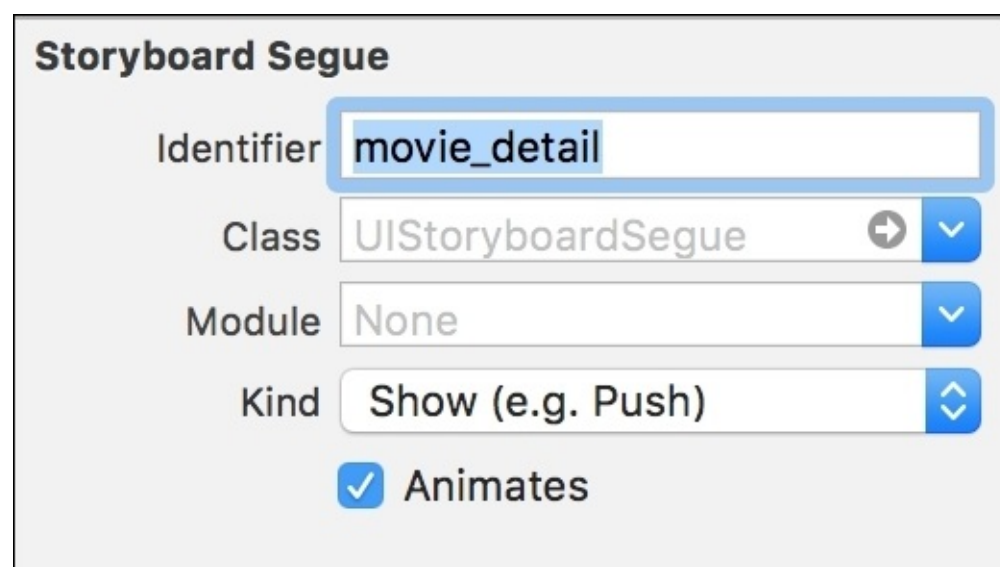 Storyboard Segue
Identifier movie_detail
Class UIStoryboardSegue
Module None
Kind Show (e.g. Push)
Animates